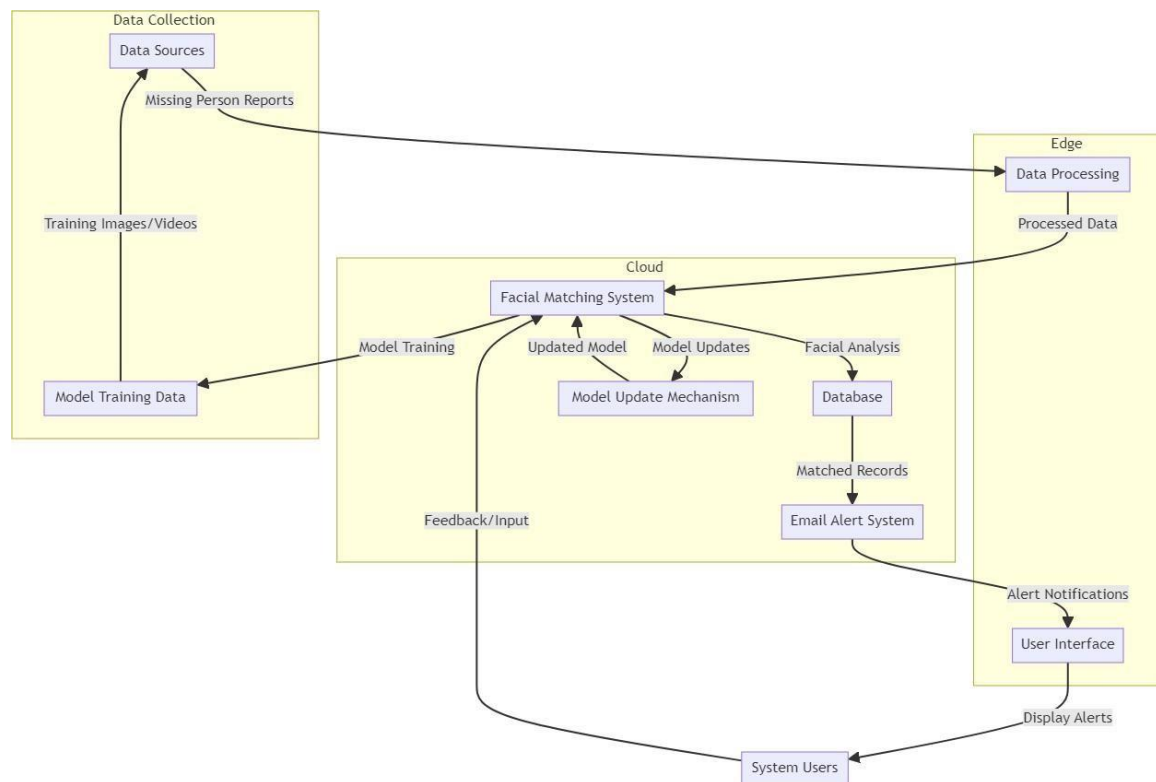 Data Collection
Data Sources
Missing Person Reports
Edge
Data Processing
Training Images/Videos
Processed Data
Cloud
Facial Matching System
Model Training
Updated Model
Model Updates
Facial Analysis
Model Training Data
Model Update Mechanism
Database
Matched Records
Feedback/Input
Email Alert System
Alert Notifications
User Interface
Display Alerts
System Users